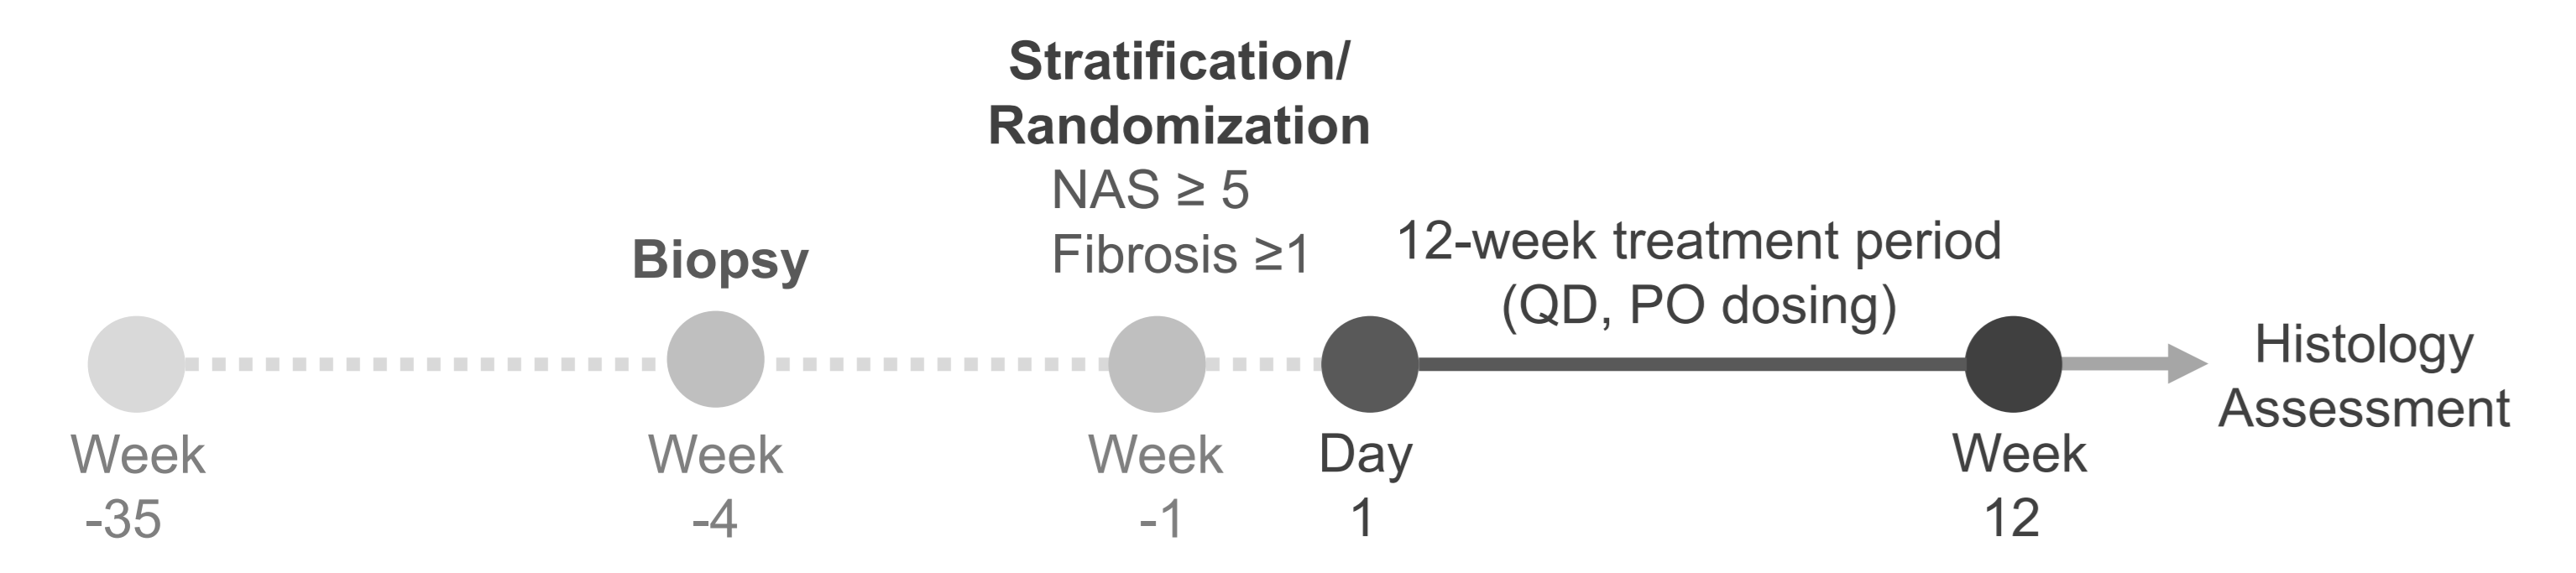 Stratification/
Randomization
NAS ≥ 5
Fibrosis ≥1
Biopsy
12-week treatment period
(QD, PO dosing)
Histology
Assessment
Week
-35
Week
-4
Week
-1
Day
1
Week
12